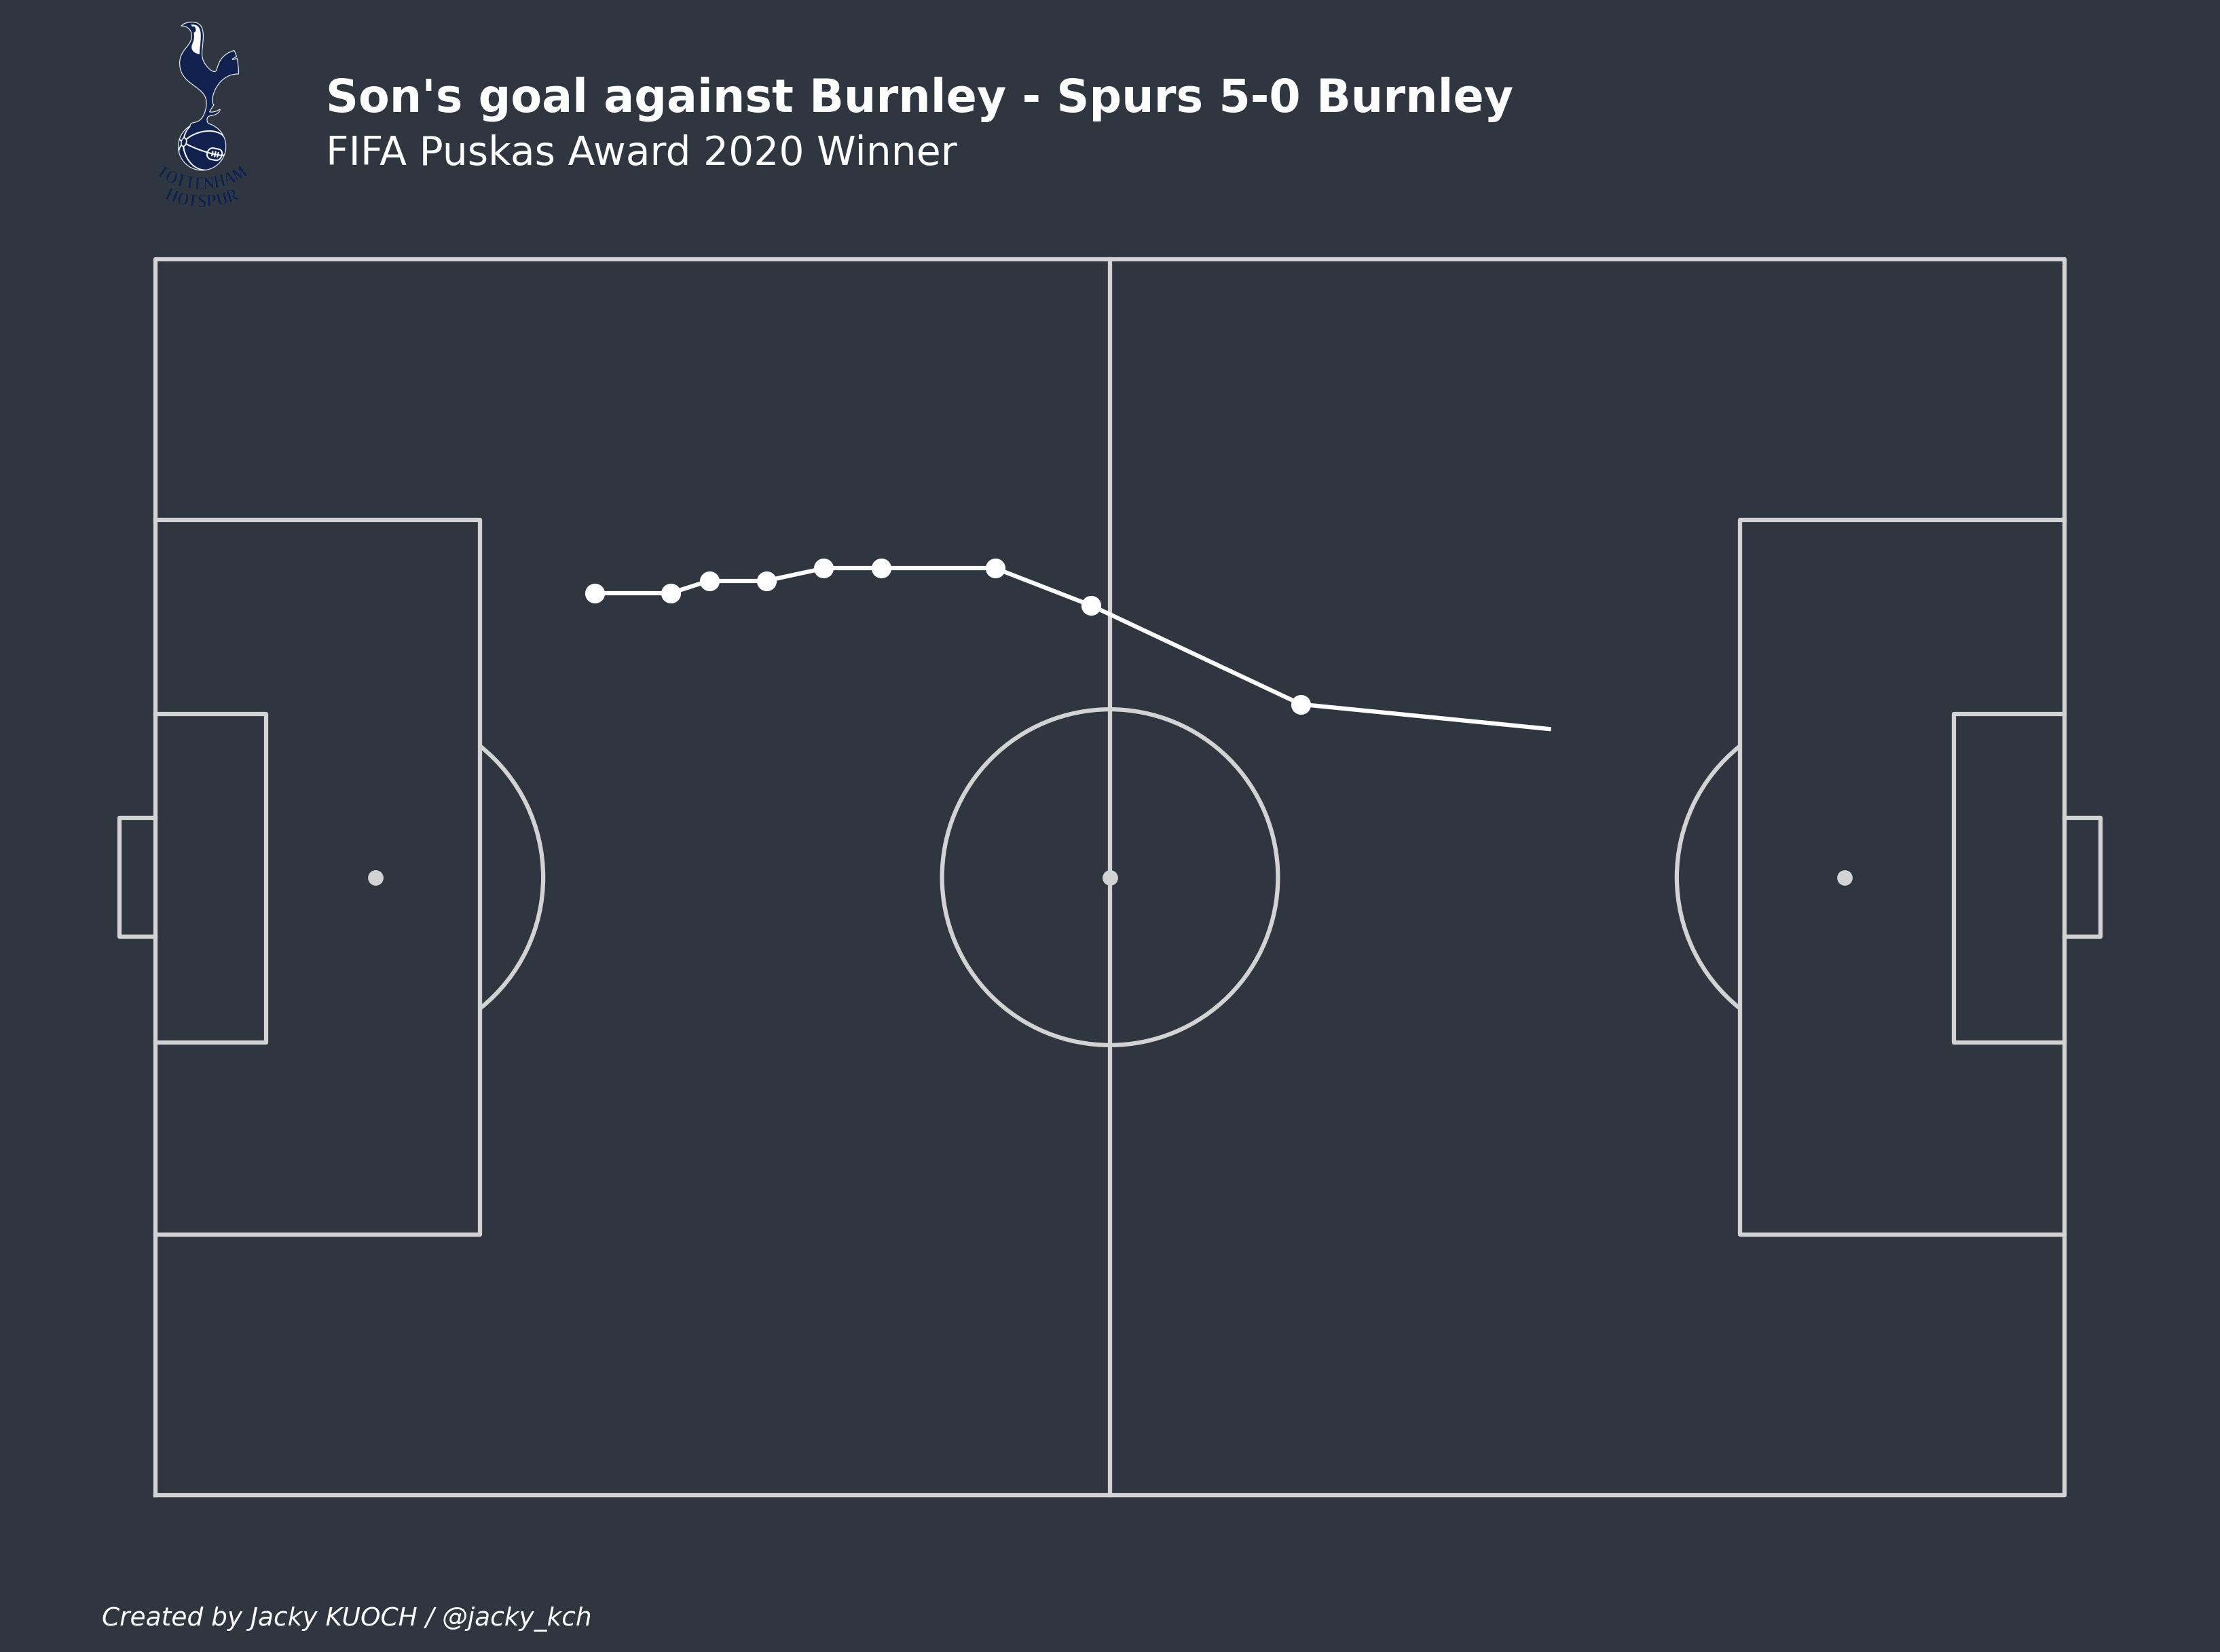 Son's goal against Burnley - Spurs 5-0 Burnley
FIFA Puskas Award 2020 Winner
TOTTENHAM
HOTSPUR
Created by Jacky KUOCH / @jacky_kch